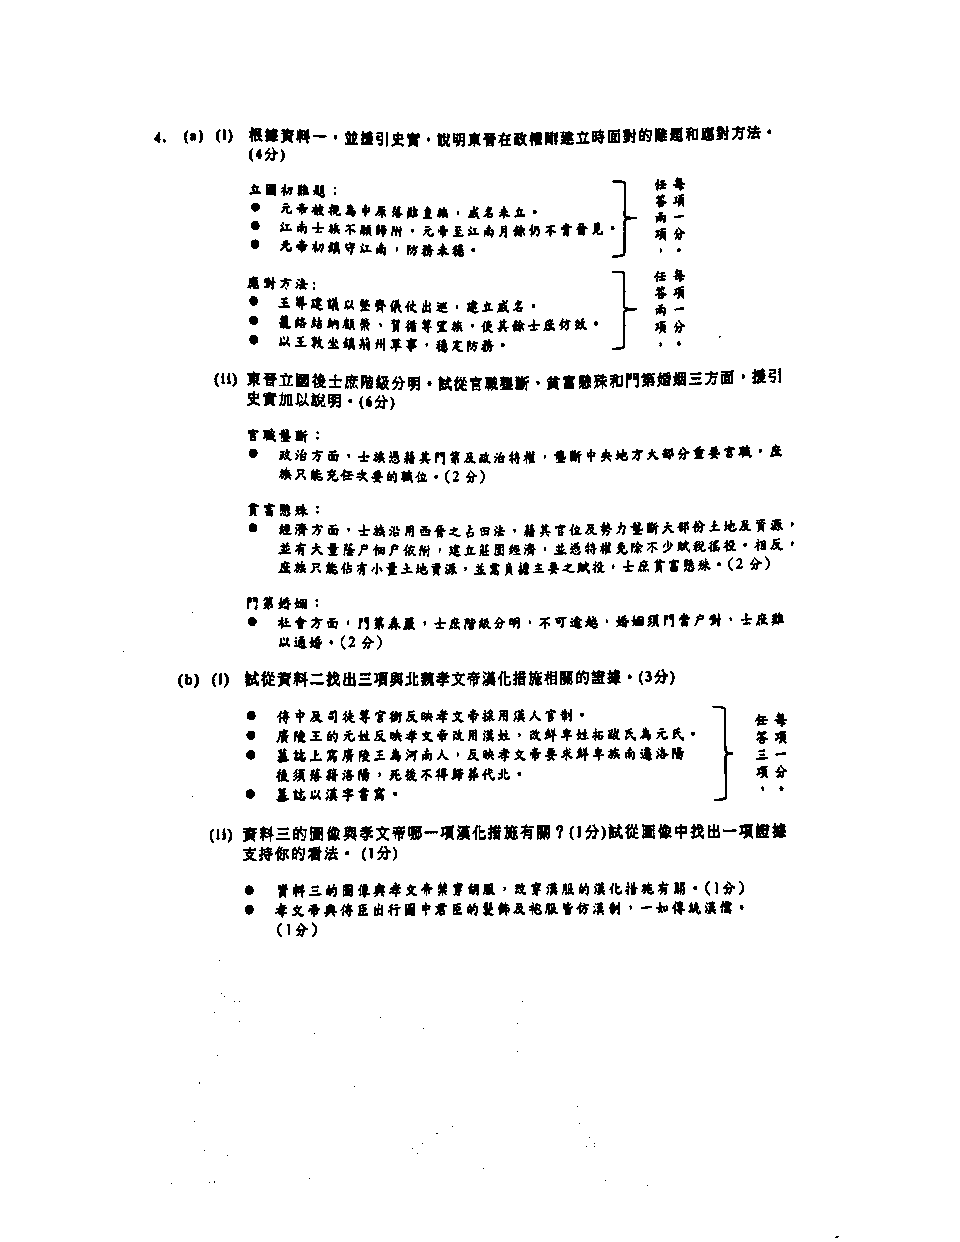 4. (a) (i) 根據資料一，並援引史實，說明東晉在政權剛建立時面對的難題和應對方法。
(4分)
立國初難題：
● 元帝被視為中原落難皇族，威名未立。
● 江南士族不願歸附，元帝至江南月餘仍不肯晉見。
● 元帝初鎮守江南，防務未穩。
任答兩項，
每項一分。
應對方法：
● 王導建議以整齊儀仗出巡，建立威名。
● 籠絡結納顧榮、賀循等望族，使其餘士庶仿效。
● 以王敦坐鎮荊州軍事，穩定防務。
任答兩項，
每項一分。
(ii) 東晉立國後士庶階級分明。試從官職壟斷、貧富懸殊和門第婚姻三方面，援引
史實加以說明。(6分)
官職壟斷：
● 政治方面，士族憑藉其門第及政治特權，壟斷中央地方大部分重要官職，庶
族只能充任次要的職位。(2分)
貧富懸殊：
● 經濟方面，士族沿用西晉之占田法，藉其官位及勢力壟斷大部份土地及資源，
並有大量蔭戶佃戶依附，建立莊園經濟，並憑特權免除不少賦稅徭役。相反，
庶族只能佔有小量土地資源，並需負擔主要之賦役，士庶貧富懸殊。(2分)
門第婚姻：
● 社會方面，門第森嚴，士庶階級分明，不可逾越，婚姻須門當戶對，士庶難
以通婚。(2分)
(b) (i) 試從資料二找出三項與北魏孝文帝漢化措施相關的證據。(3分)
● 侍中及司徒等官銜反映孝文帝採用漢人官制。
● 廣陵王的元姓反映孝文帝改用漢姓，改鮮卑姓拓跋氏為元氏。
● 墓誌上寫廣陵王為河南人，反映孝文帝要求鮮卑族南遷洛陽
後須落籍洛陽，死後不得歸葬代北。
● 墓誌以漢字書寫。
任答三項，
每項一分。
(ii) 資料三的圖像與孝文帝哪一項漢化措施有關？(1分)試從圖像中找出一項證據
支持你的看法。 (1分)
● 資料三的圖像與孝文帝禁穿胡服，改穿漢服的漢化措施有關。(1分)
● 孝文帝與侍臣出行圖中君臣的髮飾及袍服皆仿漢制，一如傳統漢儒。
(1分)